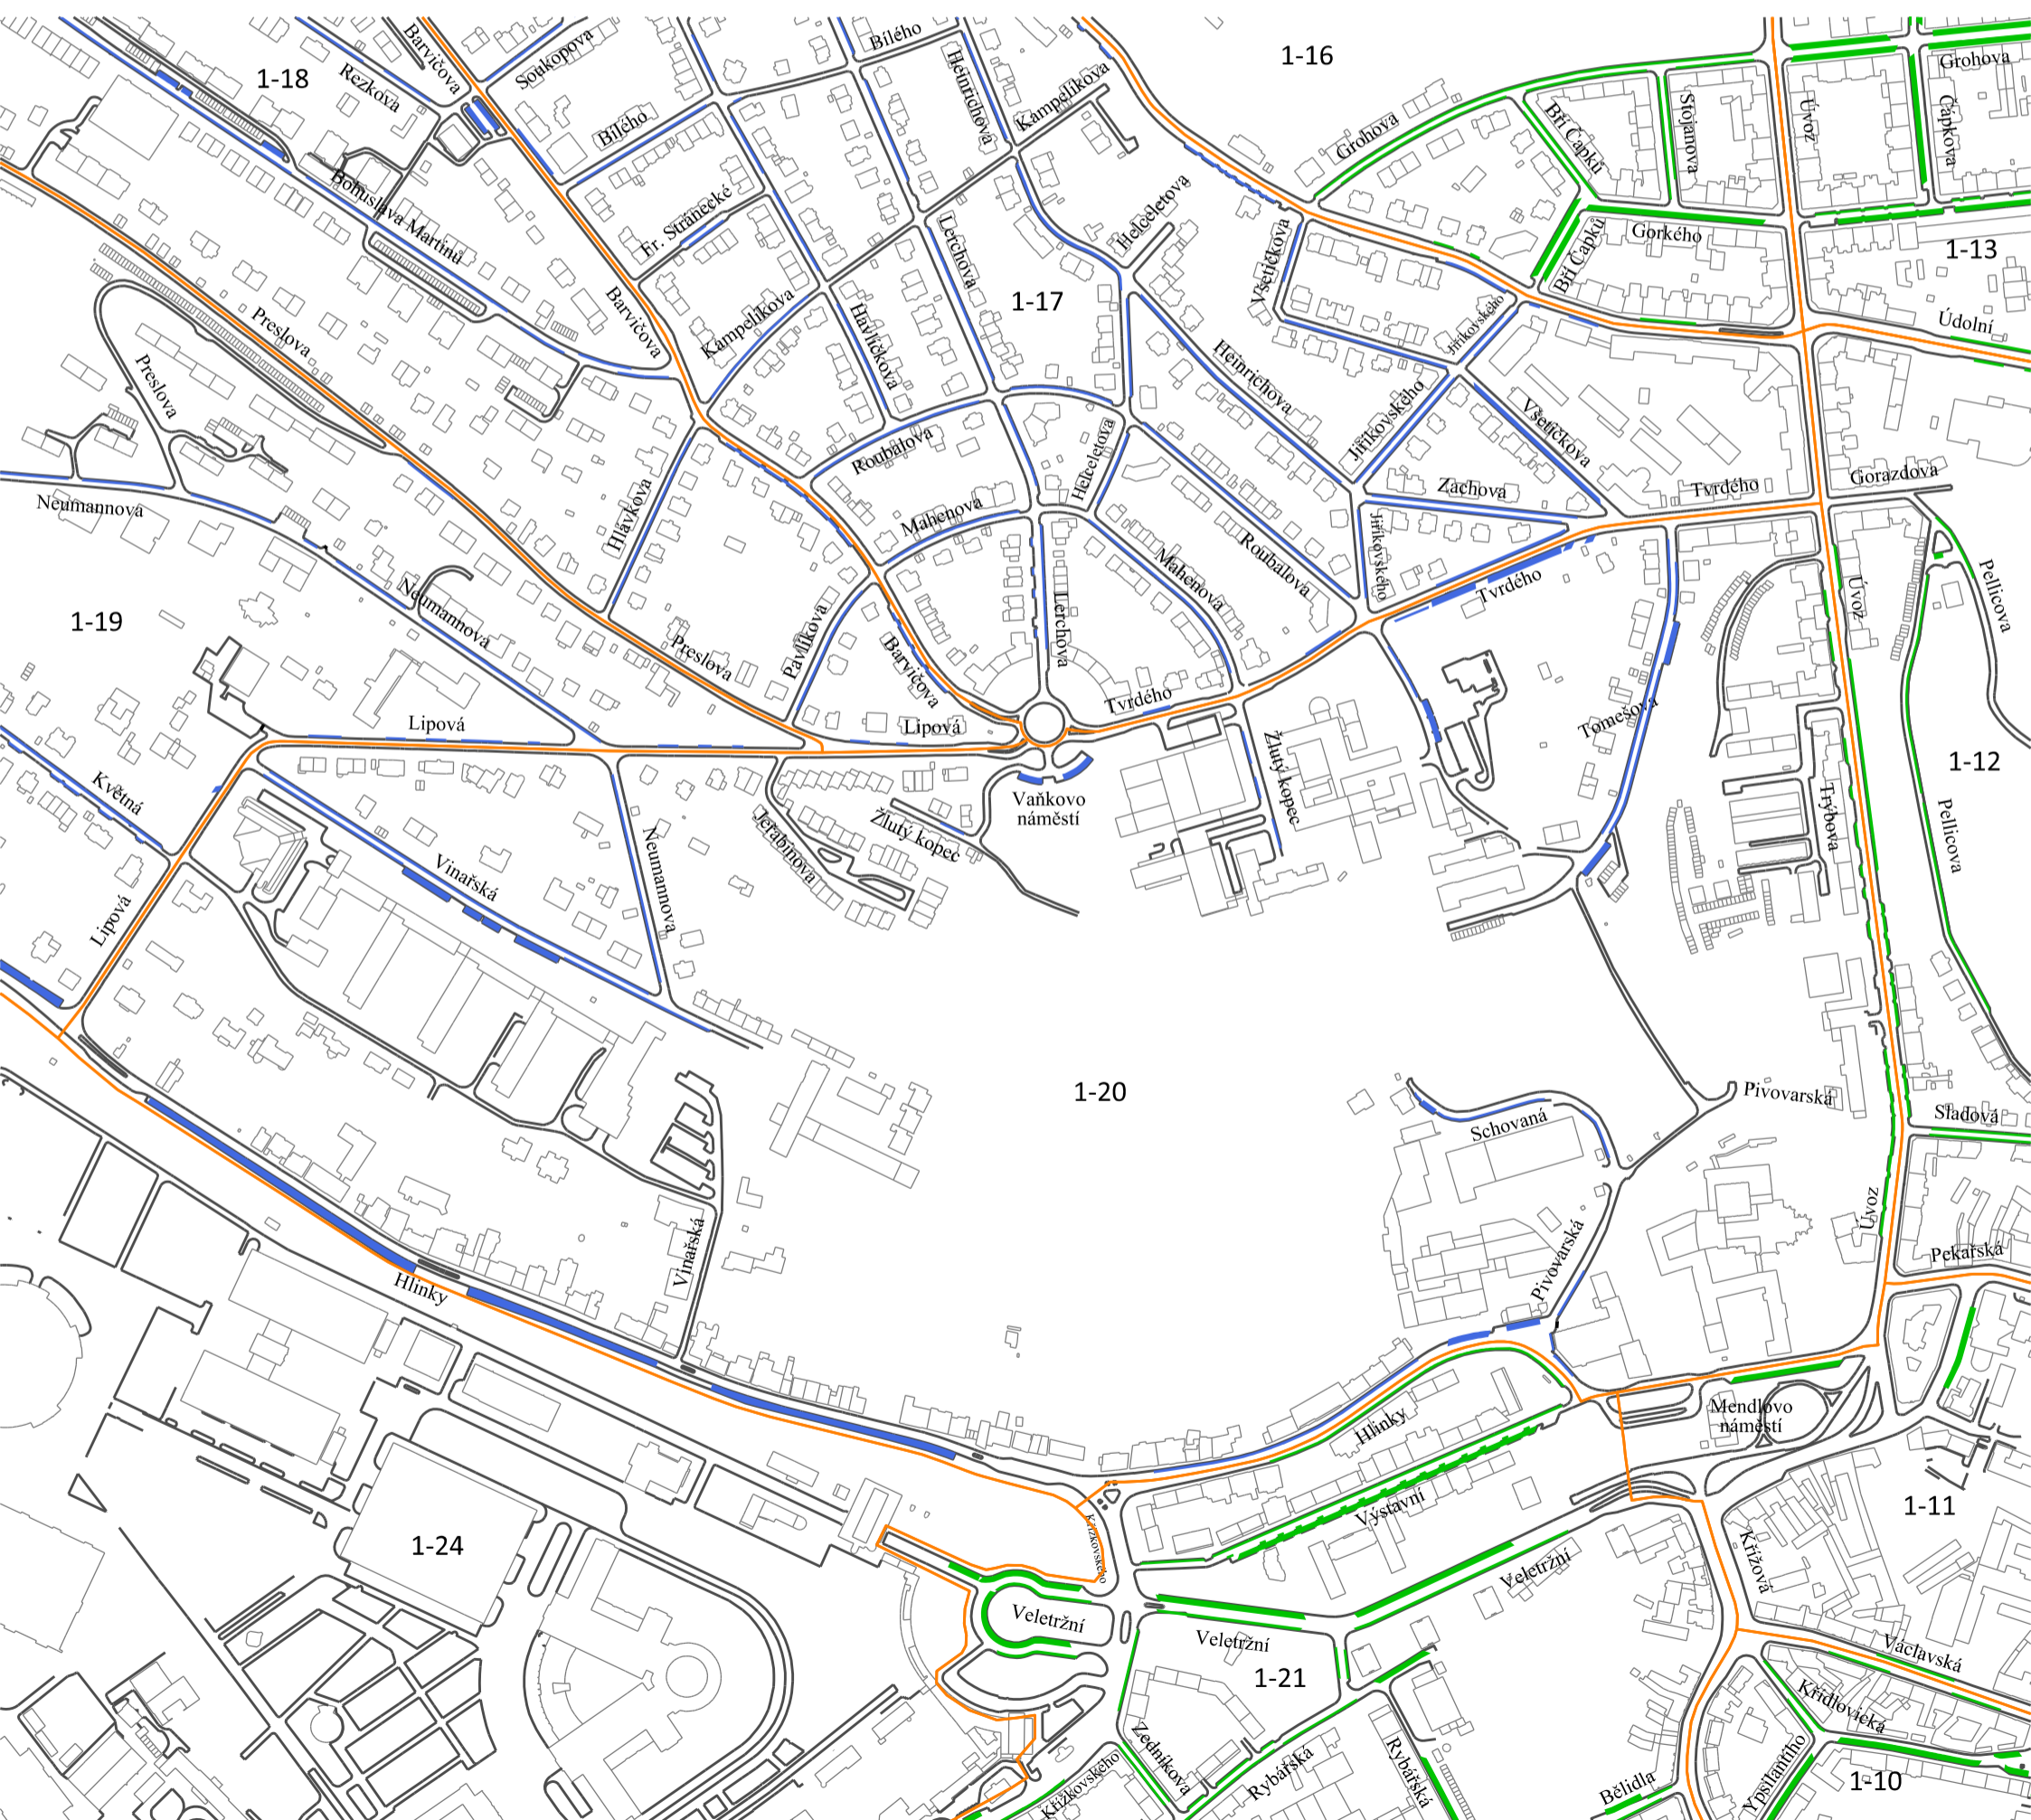 Barvičova
Soukopova
Bílého
Heinrichova
Kampelíkova
1-16
Grohova
1-18
Rezkova
Bílého
Grohova
Bří Čapků
Stojanova
Úvoz
Čápkova
Bohuslava Martinů
Fr. Stránecké
Lerchova
Helceletova
Všetičkova
Bří Čapků
Gorkého
1-13
1-17
Preslova
Barvičova
Kampelíkova
Havlíčkova
Jiříkovského
Údolní
Preslova
Heinrichova
Jiříkovského
Všetičkova
Roubalova
Helceletova
Neumannová
Hlávkova
Mahenova
Zachova
Tvrdého
Gorazdova
Jiříkovského
Roubalova
Mahenova
Tvrdého
Úvoz
Pellicova
1-19
Neumannova
Preslova
Pavlíkova
Barvičova
Lerchova
Lipová
Lipová
Tvrdého
Tomešova
Žlutý kopec
1-12
Květná
Vaňkovo
náměstí
Jeřabinova
Žlutý kopec
Trýbova
Pellicova
Vinařská
Neumannova
Lipová
1-20
Pivovarská
Schovaná
Sladová
Vinařská
Pivovarská
Úvoz
Pekařská
Hlinky
Hlinky
Mendlovo
náměstí
Výstavní
1-11
1-24
Křížkovského
Veletržní
Křížová
Veletržní
Veletržní
1-21
Václavská
Křídlovická
Zedníkova
Křížkovského
Rybářská
Rybářská
Bělidla
Ypsilantiho
1-10